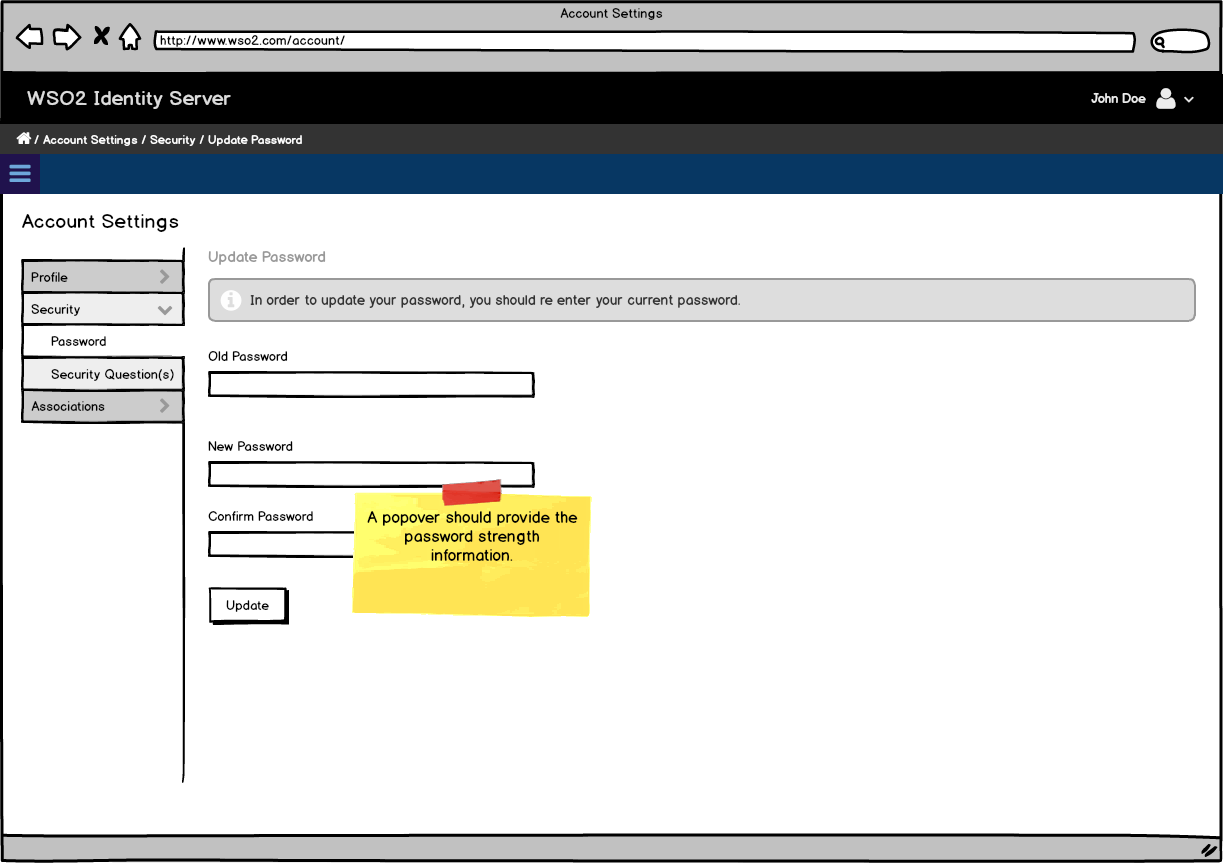 Account Settings
http://www.wso2.com/account/
WSO2 Identity Server
John Doe
/ Account Settings / Security / Update Password
Account Settings
Profile
Security
Password
Security Question(s)
Associations
Update Password
In order to update your password, you should re enter your current password.
Old Password
New Password
Confirm Password
A popover should provide the
password strength
information.
Update